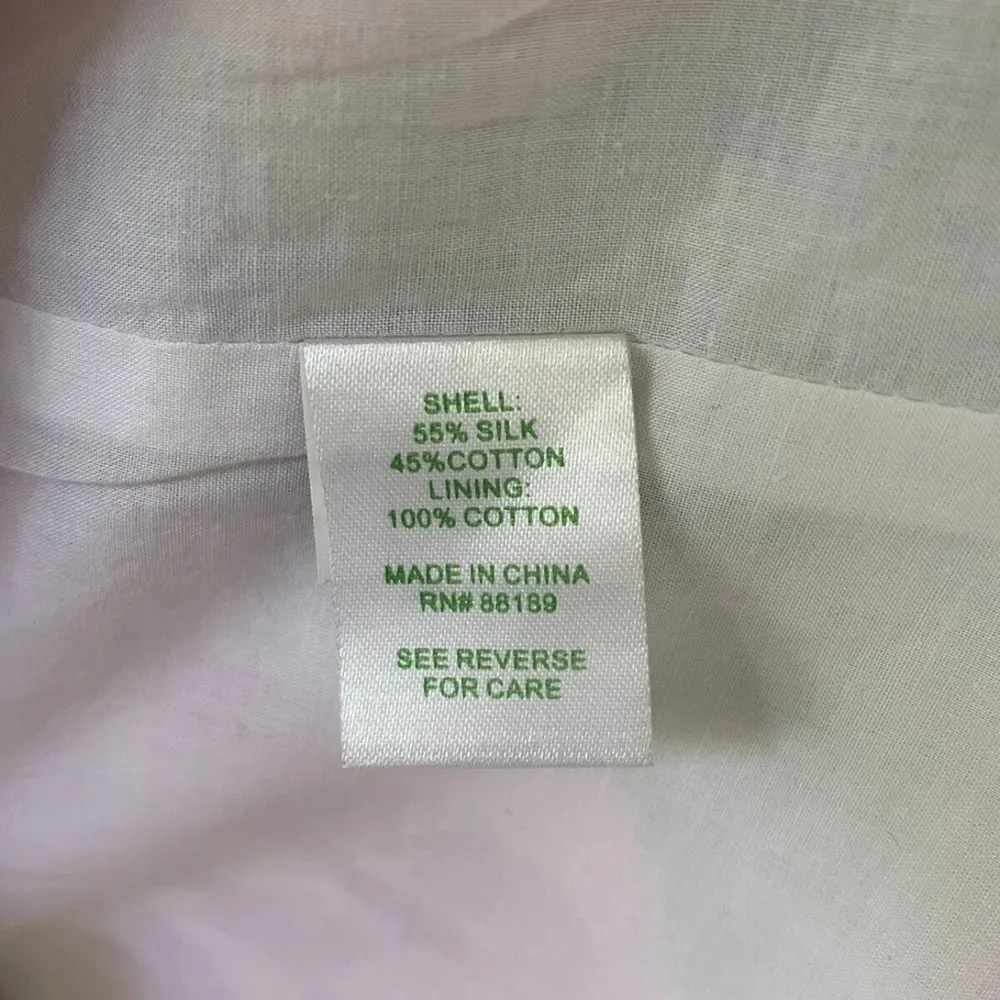 SHELL:
55% SILK
45%COTTON
LINING:
100% COTTON
MADE IN CHINA
RN# 88189
SEE REVERSE
FOR CARE